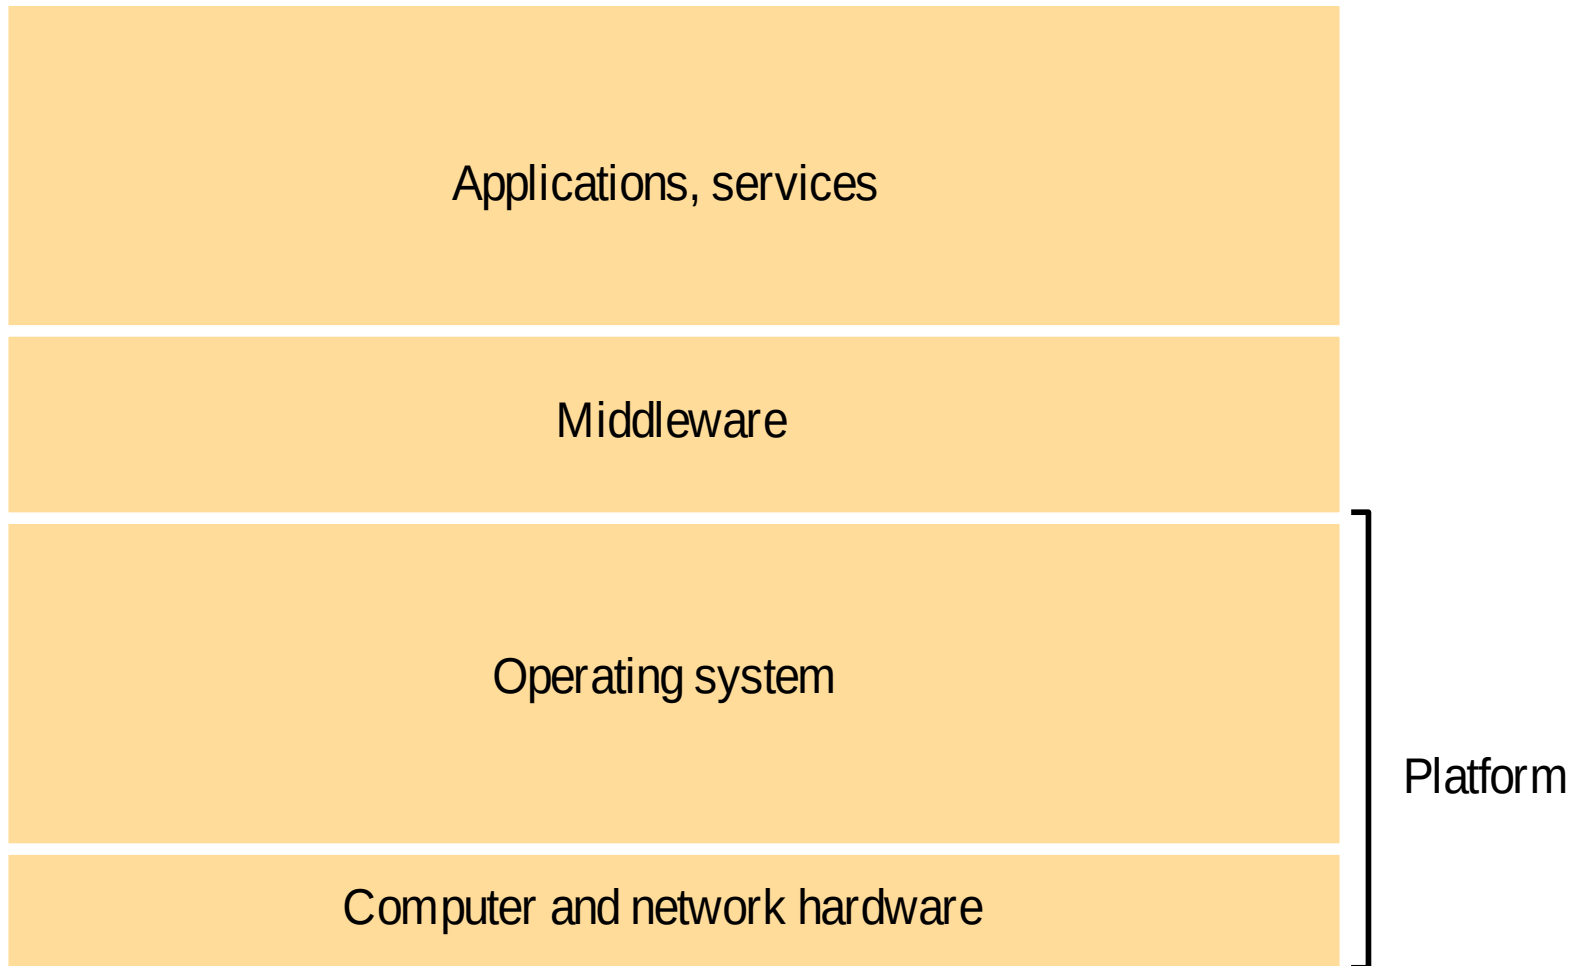 Applications, services
Middleware
Operating system
Platform
Computer and network hardware